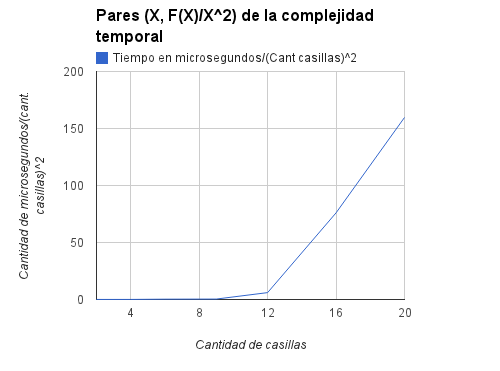 Pares (X, F(X)/X^2) de la complejidad
temporal
Tiempo en microsegundos/(Cant casillas)^2
Cantidad de microsegundos/(cant.
casillas)^2
200
150
100
50
0
4 8 12 16 20
Cantidad de casillas